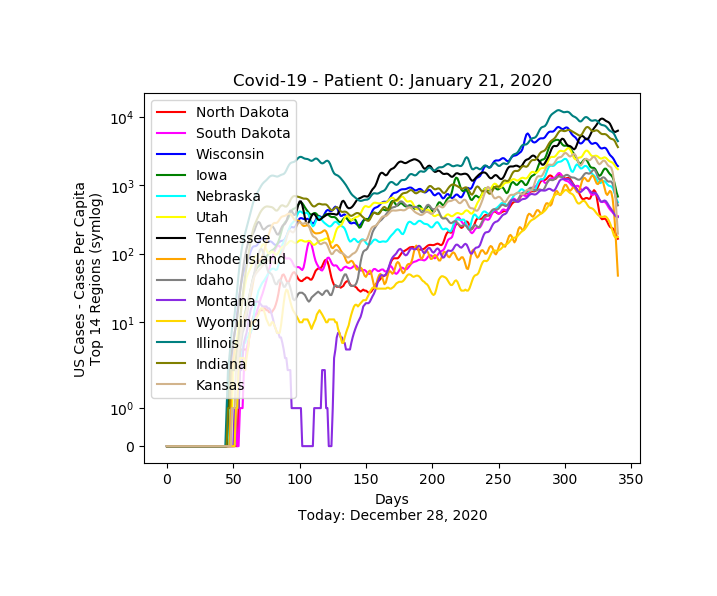 Covid-19 - Patient 0: January 21, 2020
US Cases - Cases Per Capita
Top 14 Regions (symlog)
10^4
10^3
10^2
10^1
10^0
0
North Dakota
South Dakota
Wisconsin
Iowa
Nebraska
Utah
Tennessee
Rhode Island
Idaho
Montana
Wyoming
Illinois
Indiana
Kansas
0 50 100 150 200 250 300 350
Days
Today: December 28, 2020